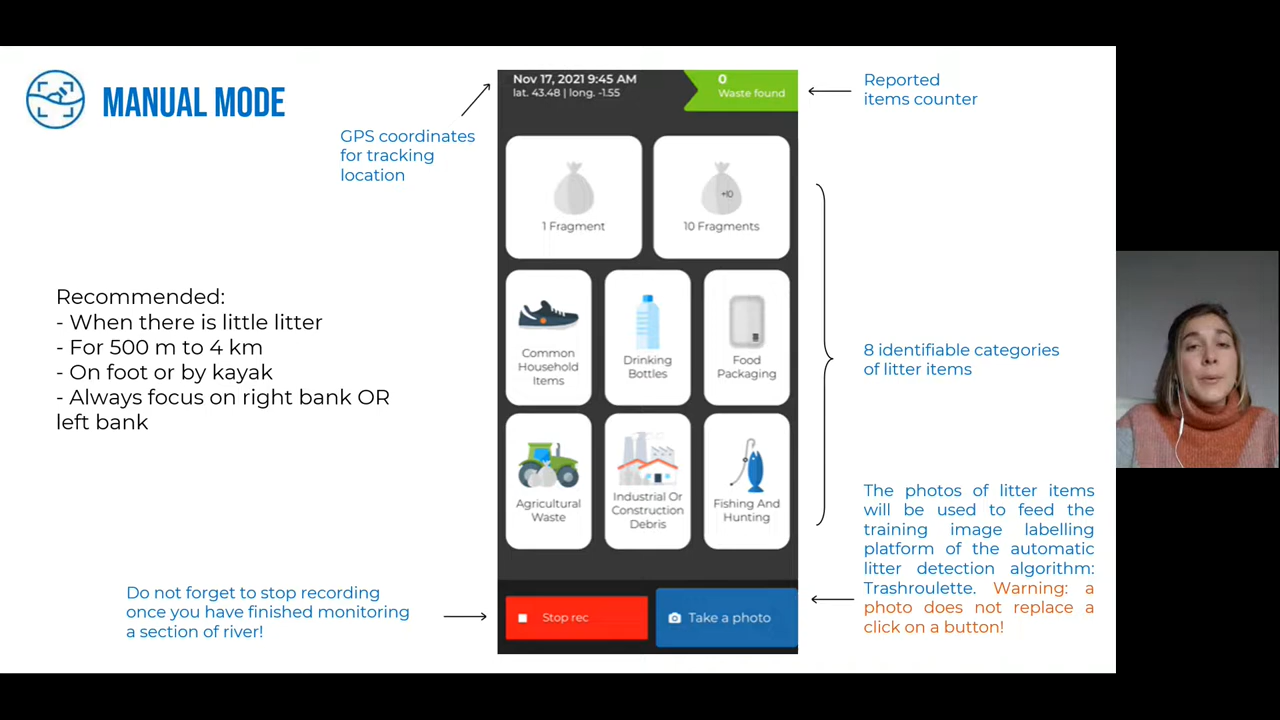 MANUAL MODE
GPS coordinates
for tracking
location
Nov 17, 2021 9:45 AM
lat. 43.48 | long. -1.55
0
Waste found
Reported
items counter
1 Fragment
+10
10 Fragments
Common
Household
Items
Drinking
Bottles
Food
Packaging
Agricultural
Waste
Industrial Or
Construction
Debris
Fishing And
Hunting
8 identifiable categories
of litter items
Recommended:
- When there is little litter
- For 500 m to 4 km
- On foot or by kayak
- Always focus on right bank OR
left bank
Do not forget to stop recording
once you have finished monitoring
a section of river!
Stop rec
Take a photo
The photos of litter items
will be used to feed the
training image labelling
platform of the automatic
litter detection algorithm:
Trashroulette. Warning: a
photo does not replace a
click on a button!